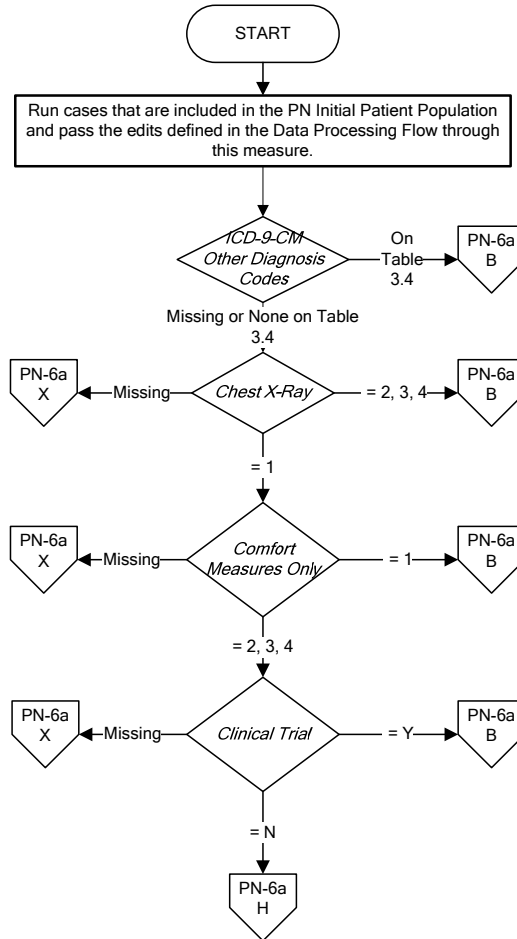 START
Run cases that are included in the PN Initial Patient Population
and pass the edits defined in the Data Processing Flow through
this measure.
ICD-9-CM
Other Diagnosis
Codes
On
Table
3.4
PN-6a
B
Missing or None on Table
3.4
PN-6a
X
Missing
Chest X-Ray
= 2, 3, 4
PN-6a
B
= 1
PN-6a
X
Missing
Comfort
Measures Only
= 1
PN-6a
B
= 2, 3, 4
PN-6a
X
Missing
Clinical Trial
= Y
PN-6a
B
= N
PN-6a
H